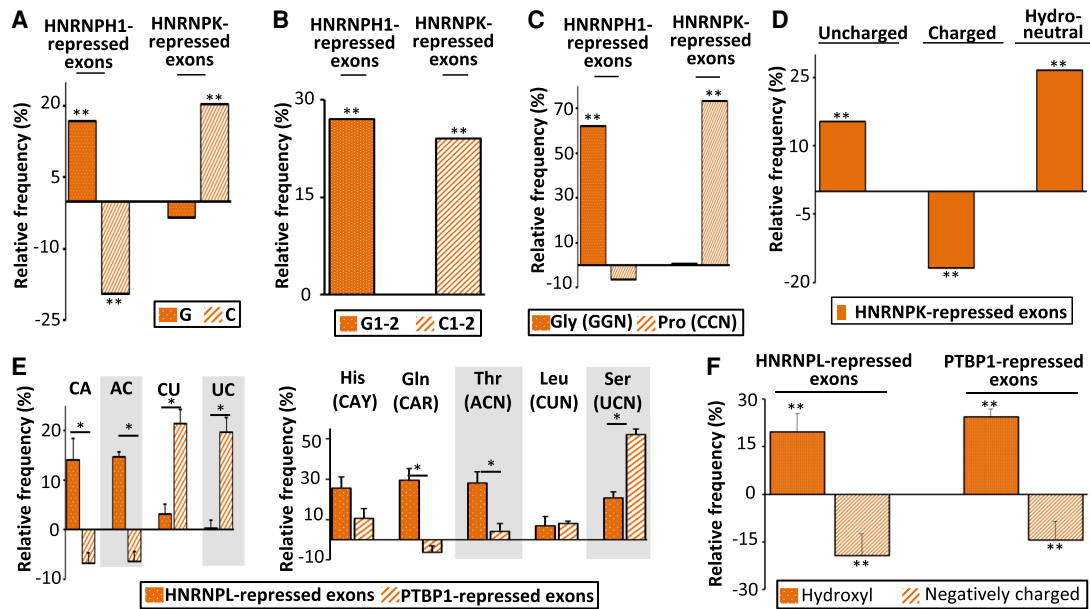 A
HNRNPH1-
repressed
exons
HNRNPK-
repressed
exons
Relative frequency (%)
20
5
-10
-25
**
**
**
G
C
B
HNRNPH1-
repressed
exons
HNRNPK-
repressed
exons
Relative frequency (%)
30
15
0
**
**
G1-2
C1-2
C
HNRNPH1-
repressed
exons
HNRNPK-
repressed
exons
Relative frequency (%)
70
50
30
10
-10
**
**
Gly (GGN)
Pro (CCN)
D
Uncharged
Charged
Hydro-
neutral
Relative frequency (%)
25
10
-5
-20
**
**
**
HNRNPK-repressed exons
E
CA
AC
CU
UC
Relative frequency (%)
20
10
0
-10
*
*
*
*
His
(CAY)
Gln
(CAR)
Thr
(ACN)
Leu
(CUN)
Ser
(UCN)
Relative frequency (%)
50
30
10
-10
*
*
*
HNRNPL-repressed exons
PTBP1-repressed exons
F
HNRNPL-repressed
exons
PTBP1-repressed
exons
Relative frequency (%)
30
15
0
-15
-30
**
**
**
**
Hydroxyl
Negatively charged